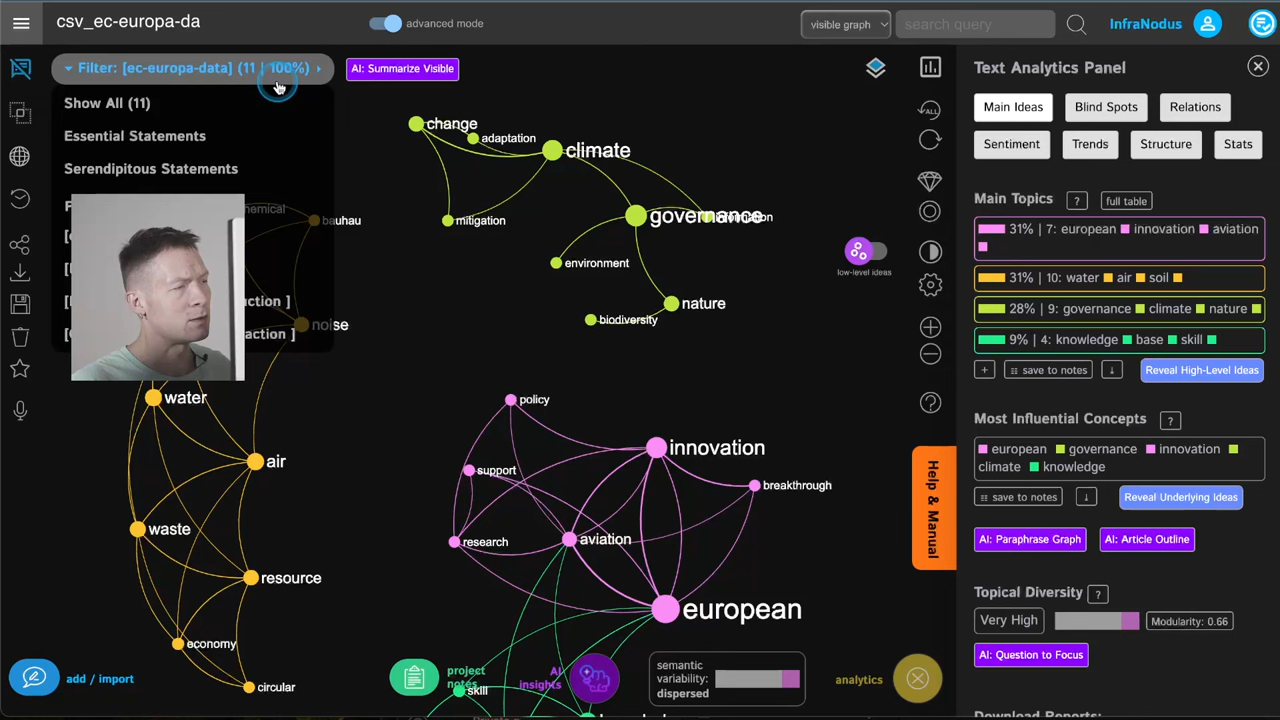 csv_ec-europa-da
advanced mode
visible graph
search query
InfraNodus
Filter: [ec-europa-data] (11 | 100%)
AI: Summarize Visible
Show All (11)
Essential Statements
Serendipitous Statements
change
adaptation
climate
mitigation
governance
environment
nature
biodiversity
low-level ideas
bauhau
noise
water
air
waste
resource
economy
circular
policy
innovation
support
breakthrough
research
aviation
european
skill
add / import
project
notes
AI
insights
semantic
variability:
dispersed
analytics
Help & Manual
Text Analytics Panel
Main Ideas
Blind Spots
Relations
Sentiment
Trends
Structure
Stats
Main Topics ? full table
31% | 7: european innovation aviation
31% | 10: water air soil
28% | 9: governance climate nature
9% | 4: knowledge base skill
+ save to notes ↓ Reveal High-Level Ideas
Most Influential Concepts ?
european governance innovation
climate knowledge
save to notes ↓ Reveal Underlying Ideas
AI: Paraphrase Graph
AI: Article Outline
Topical Diversity ?
Very High
Modularity: 0.66
AI: Question to Focus